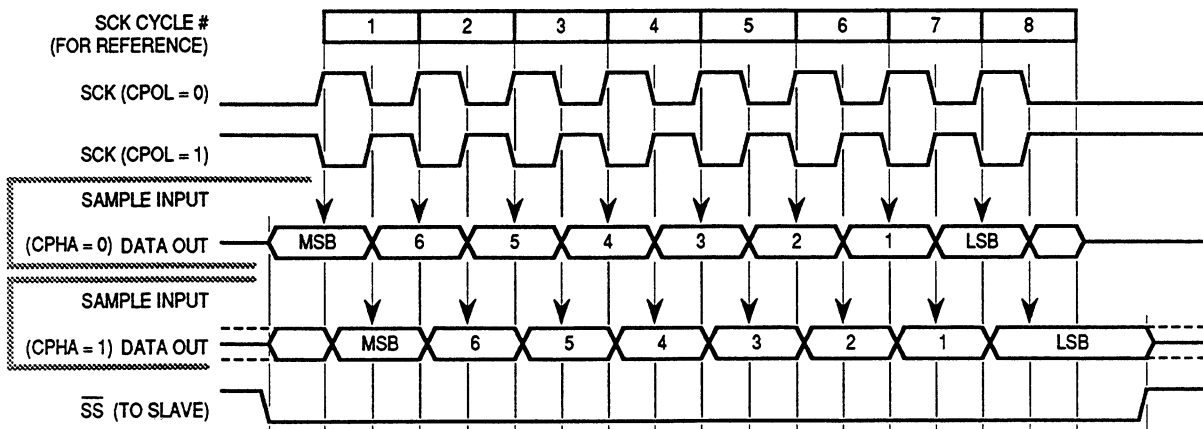 SCK CYCLE # 1 2 3 4 5 6 7 8
(FOR REFERENCE)
SCK (CPOL = 0)
SCK (CPOL = 1)
SAMPLE INPUT
(CPHA = 0) DATA OUT MSB 6 5 4 3 2 1 LSB
SAMPLE INPUT
(CPHA = 1) DATA OUT MSB 6 5 4 3 2 1 LSB
SS (TO SLAVE)